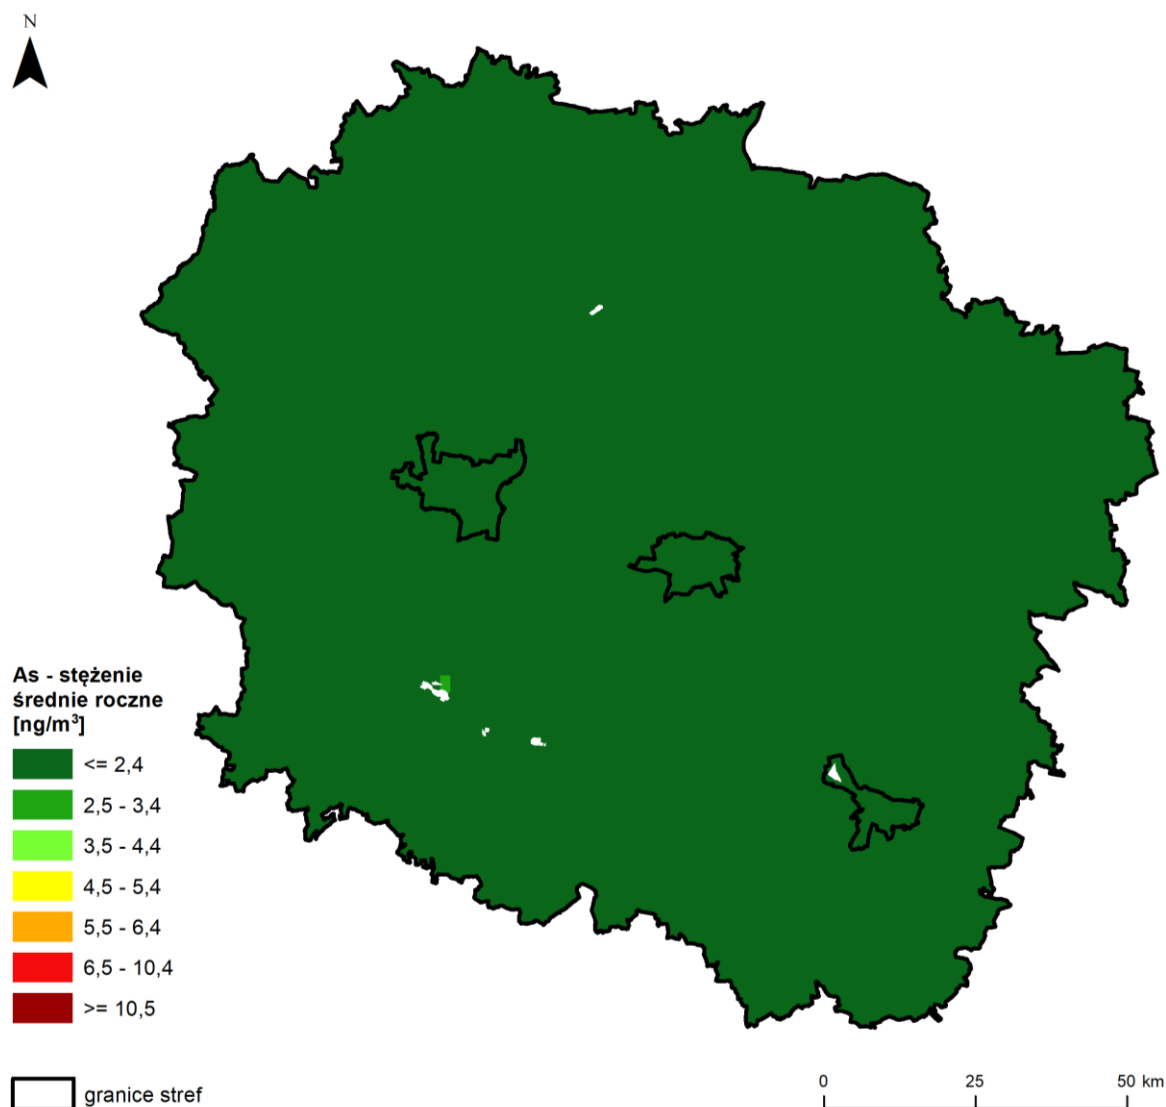 N
As - stężenie
średnie roczne
[ng/m³]
<= 2,4
2,5 - 3,4
3,5 - 4,4
4,5 - 5,4
5,5 - 6,4
6,5 - 10,4
>= 10,5
granice stref
0 25 50 km